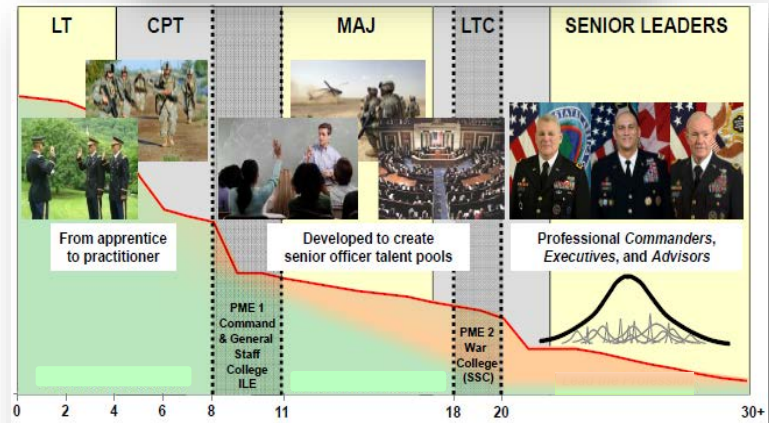 LT
CPT
MAJ
LTC
SENIOR LEADERS
From apprentice
to practitioner
Developed to create
senior officer talent pools
Professional Commanders,
Executives, and Advisors
PME 1
Command
& General
Staff
College
ILE
PME 2
War
College
(SSC)
0 2 4 6 8 11 18 20 30+